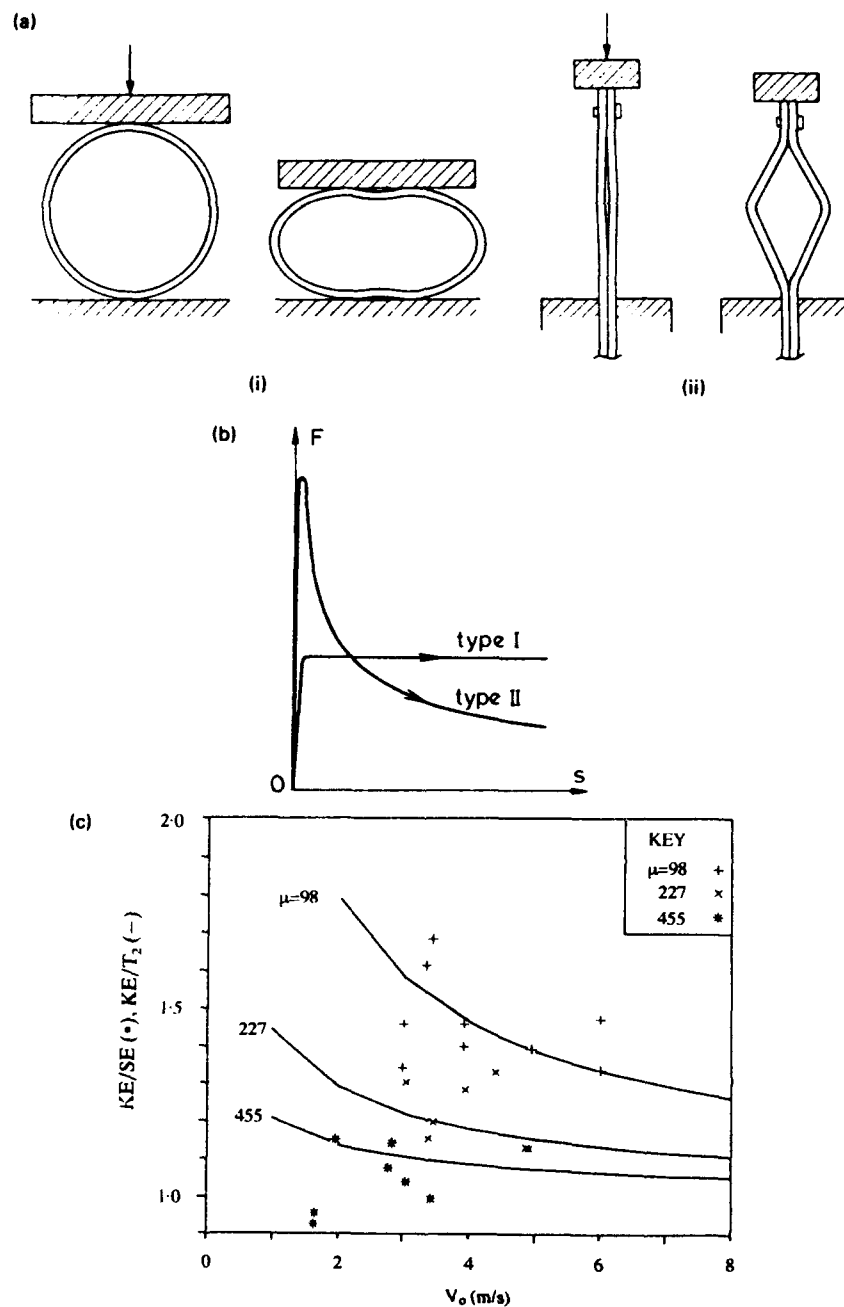 (a)
(i)
(ii)
(b)
F
type I
type II
O
s
(c)
KE/SE (•), KE/T₂ (−)
2·0
1·5
1·0
μ=98
227
455
KEY
μ=98 +
227 ×
455 *
0 2 4 6 8
V₀ (m/s)